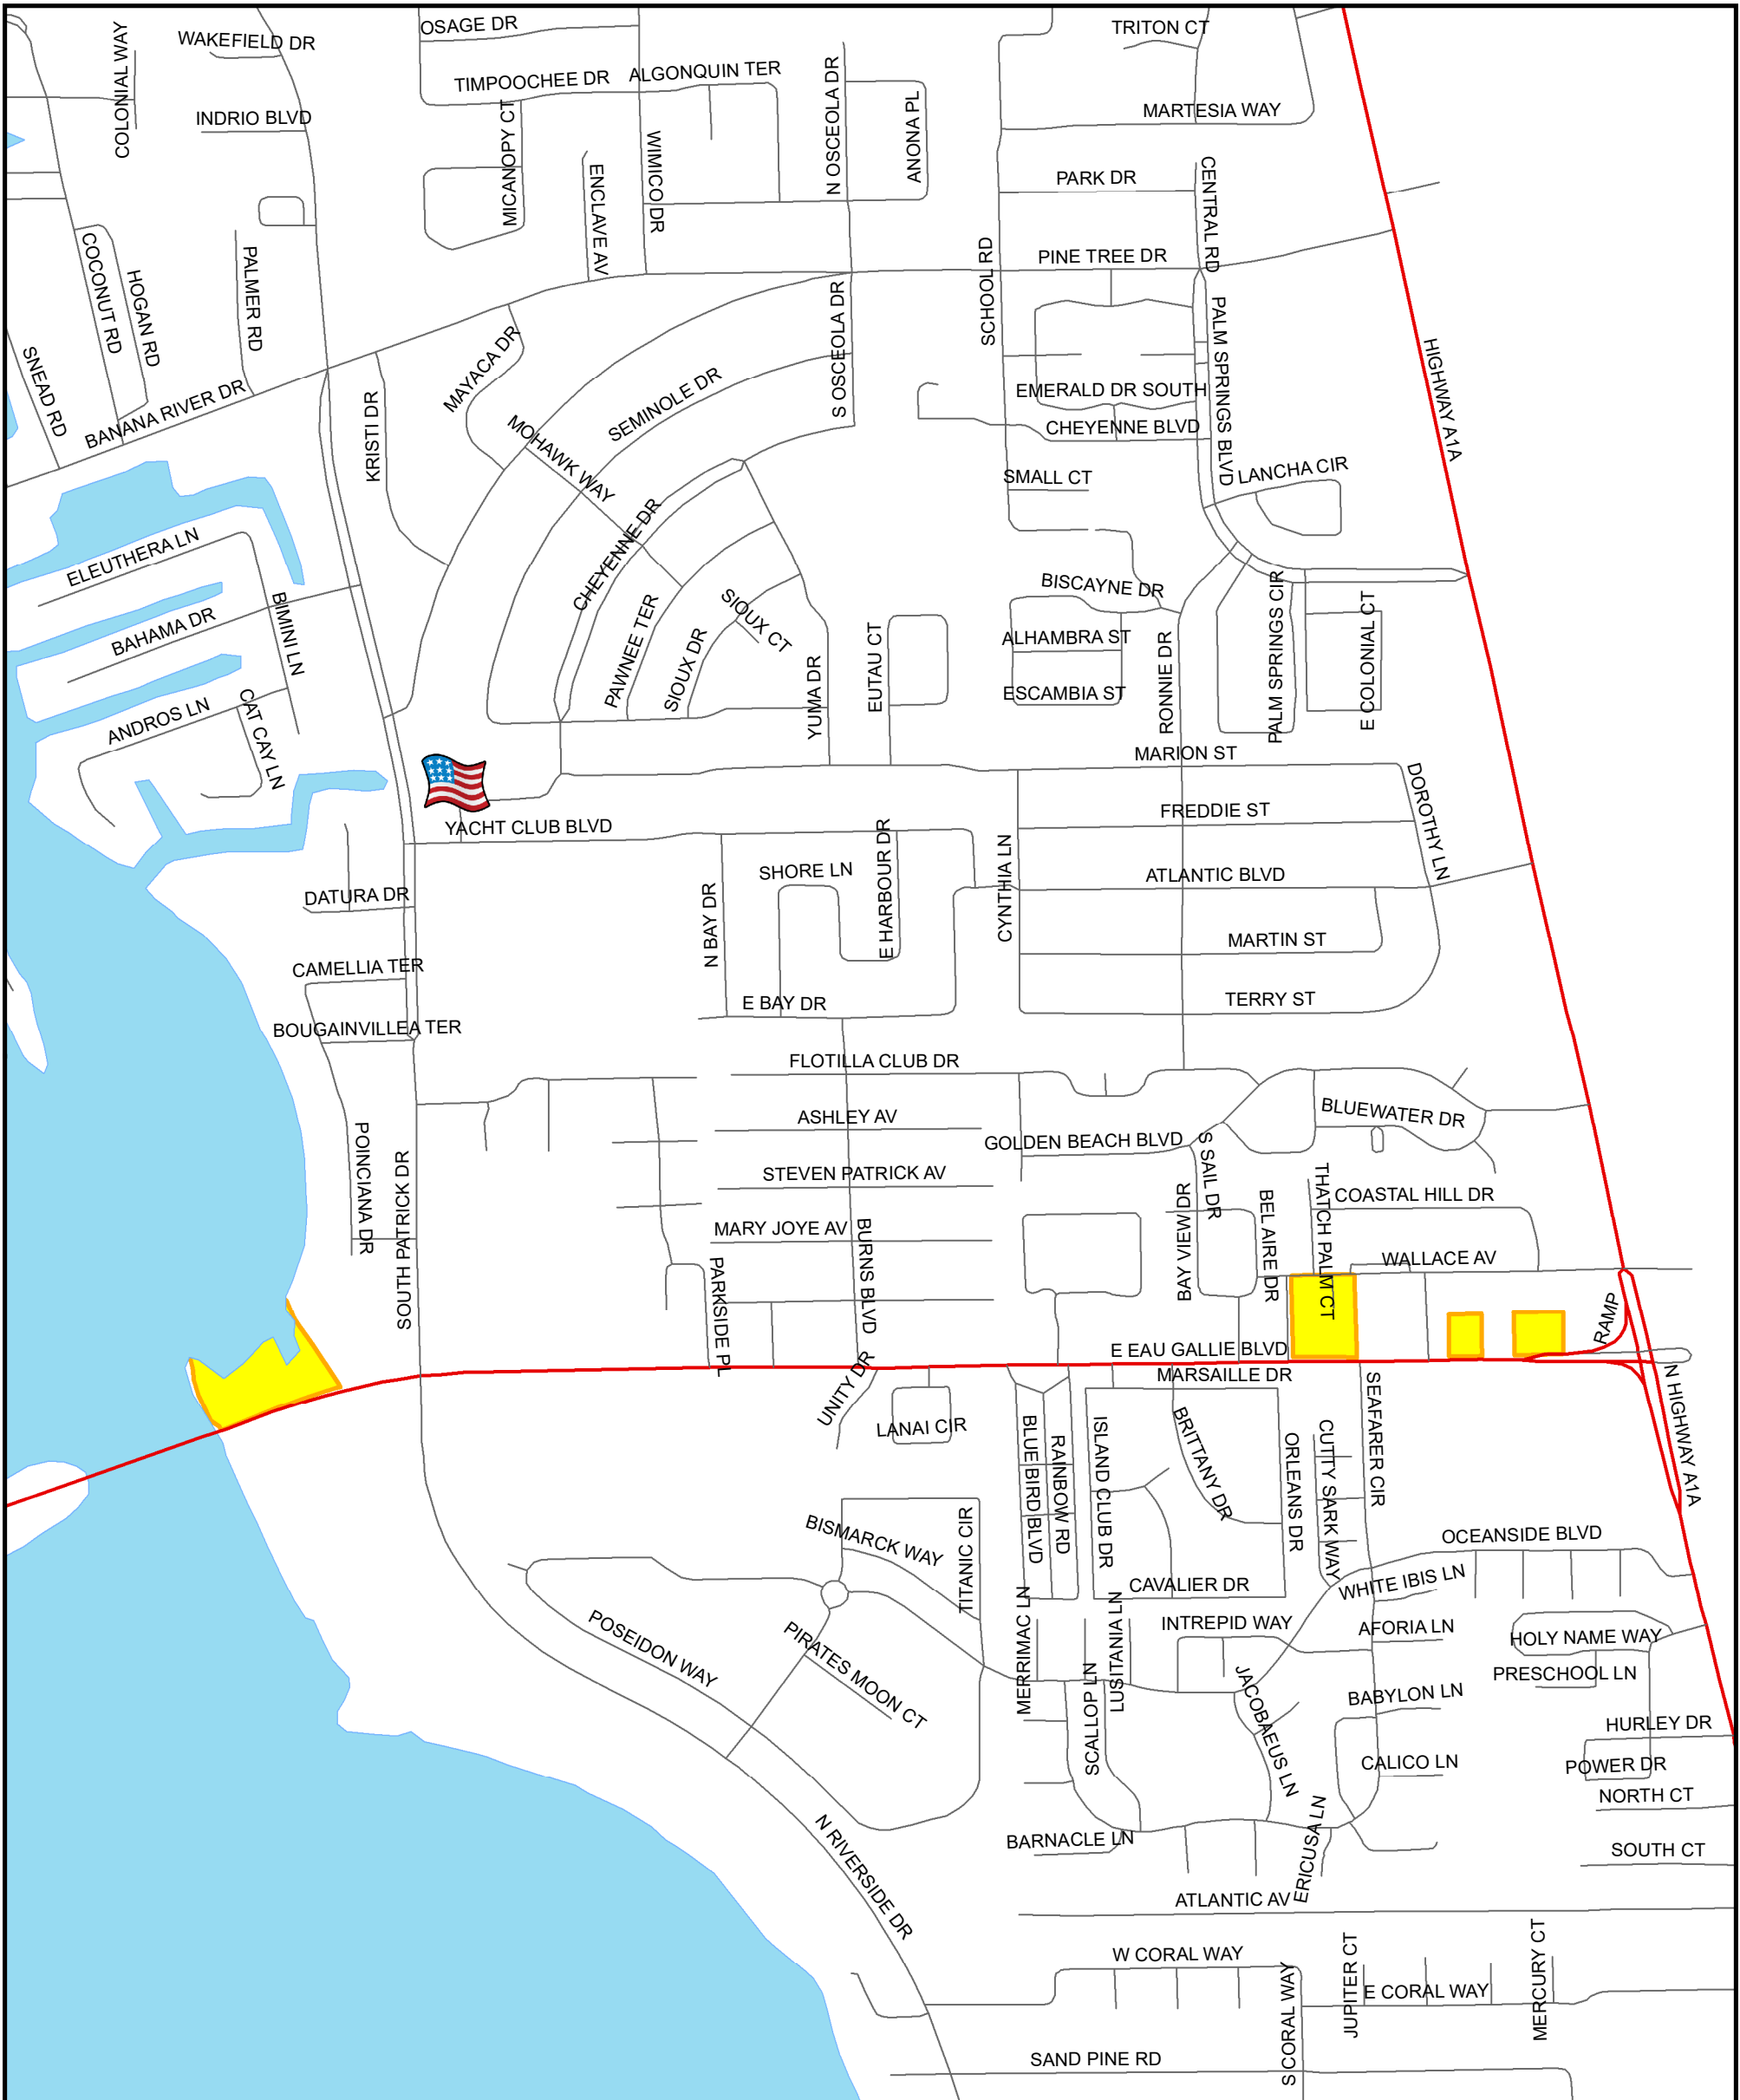 OSAGE DR
TRITON CT
COLONIAL WAY
WAKEFIELD DR
TIMPOOCHEE DR
ALGONQUIN TER
INDRIO BLVD
MICANOPY CT
WIMICO DR
N OSCEOLA DR
ANONA PL
MARTESIA WAY
ENCLAVE AV
PARK DR
CENTRAL RD
COCONUT RD
HOGAN RD
PALMER RD
SCHOOL RD
PINE TREE DR
SNEAD RD
BANANA RIVER DR
KRISTI DR
MAYACA DR
MOHAWK WAY
SEMINOLE DR
S OSCEOLA DR
PALM SPRINGS BLVD
HIGHWAY A1A
EMERALD DR SOUTH
CHEYENNE BLVD
SMALL CT
LANCHA CIR
ELEUTHERA LN
CHEYENNE DR
BAHAMA DR
BIMINI LN
PAWNEE TER
SIOUX DR
SIOUX CT
YUMA DR
EUTAU CT
BISCAYNE DR
ALHAMBRA ST
ESCAMBIA ST
RONNIE DR
PALM SPRINGS CIR
E COLONIAL CT
ANDROS LN
CAT CAY LN
MARION ST
DOROTHY LN
YACHT CLUB BLVD
FREDDIE ST
SHORE LN
E HARBOUR DR
CYNTHIA LN
ATLANTIC BLVD
DATURA DR
N BAY DR
MARTIN ST
CAMELLIA TER
E BAY DR
TERRY ST
BOUGAINVILLEA TER
FLOTILLA CLUB DR
ASHLEY AV
BLUEWATER DR
GOLDEN BEACH BLVD
POINCIANA DR
SOUTH PATRICK DR
STEVEN PATRICK AV
S SAIL DR
BAY VIEW DR
BEL AIRE DR
THATCH PALM CT
COASTAL HILL DR
MARY JOYE AV
BURNS BLVD
WALLACE AV
PARKSIDE PL
RAMP
E EAU GALLIE BLVD
UNITY DR
MARSAILLE DR
N HIGHWAY A1A
LANAI CIR
BLUE BIRD BLVD
RAINBOW RD
ISLAND CLUB DR
BRITTANY DR
ORLEANS DR
CUTTY SARK WAY
SEAFARER CIR
BISMARCK WAY
TITANIC CIR
OCEANSIDE BLVD
CAVALIER DR
WHITE IBIS LN
POSEIDON WAY
PIRATES MOON CT
MERRIMAC LN
LUSITANIA LN
INTREPID WAY
AFORIA LN
HOLY NAME WAY
SCALLOP LN
JACOBAEUS LN
PRESCHOOL LN
BABYLON LN
HURLEY DR
CALICO LN
POWER DR
NORTH CT
N RIVERSIDE DR
BARNACLE LN
ERICUSA LN
SOUTH CT
ATLANTIC AV
W CORAL WAY
S CORAL WAY
JUPITER CT
E CORAL WAY
MERCURY CT
SAND PINE RD